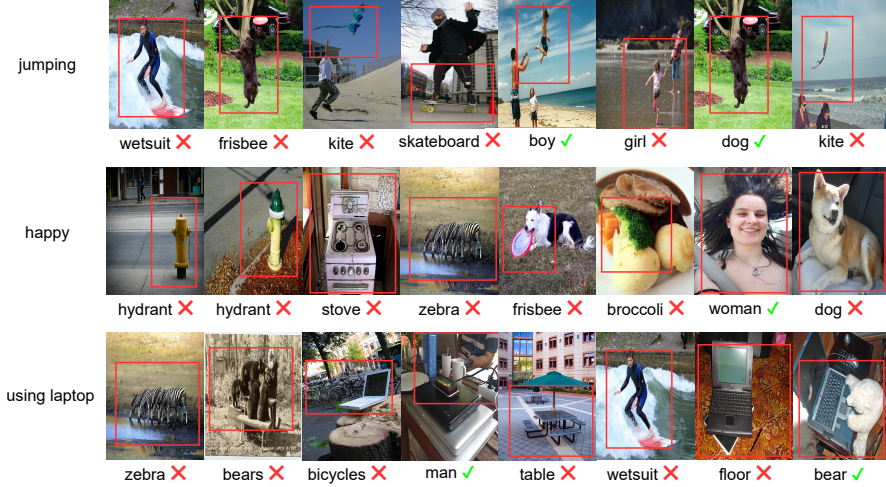 jumping
wetsuit ❌ frisbee ❌ kite ❌ skateboard ❌ boy ✓ girl ❌ dog ✓ kite ❌
happy
hydrant ❌ hydrant ❌ stove ❌ zebra ❌ frisbee ❌ broccoli ❌ woman ✓ dog ❌
using laptop
zebra ❌ bears ❌ bicycles ❌ man ✓ table ❌ wetsuit ❌ floor ❌ bear ✓